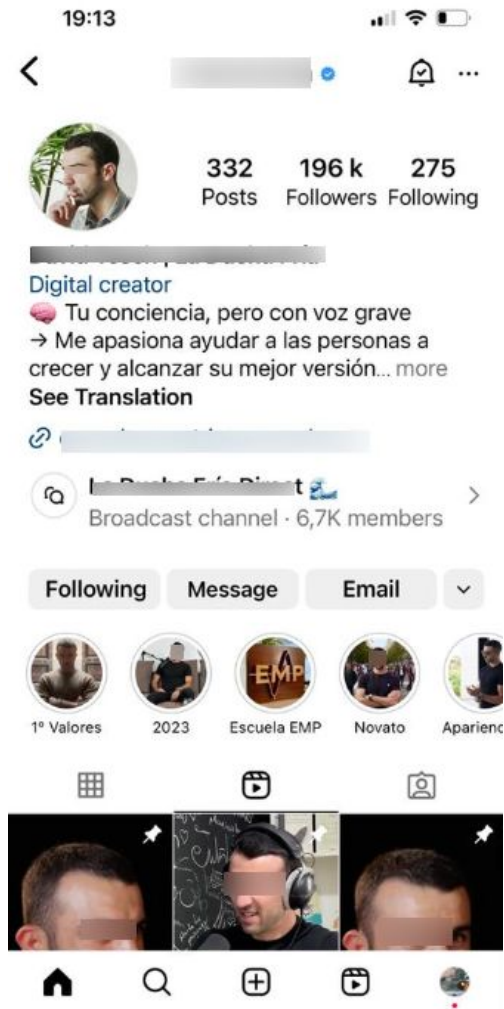 19:13
332 196 k 275
Posts Followers Following
Digital creator
🧠 Tu conciencia, pero con voz grave
→ Me apasiona ayudar a las personas a
crecer y alcanzar su mejor versión... more
See Translation
Broadcast channel · 6,7K members
Following Message Email
EMP
1º Valores 2023 Escuela EMP Novato Aparienc